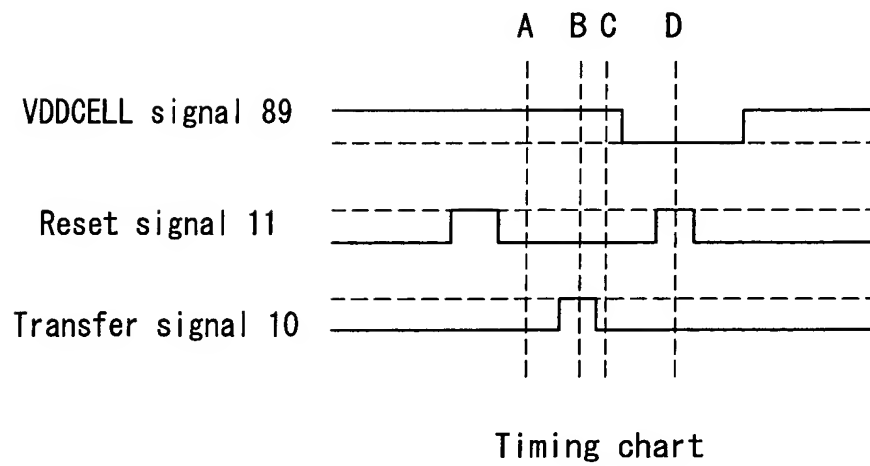 A B C D
VDDCELL signal 89
Reset signal 11
Transfer signal 10
Timing chart